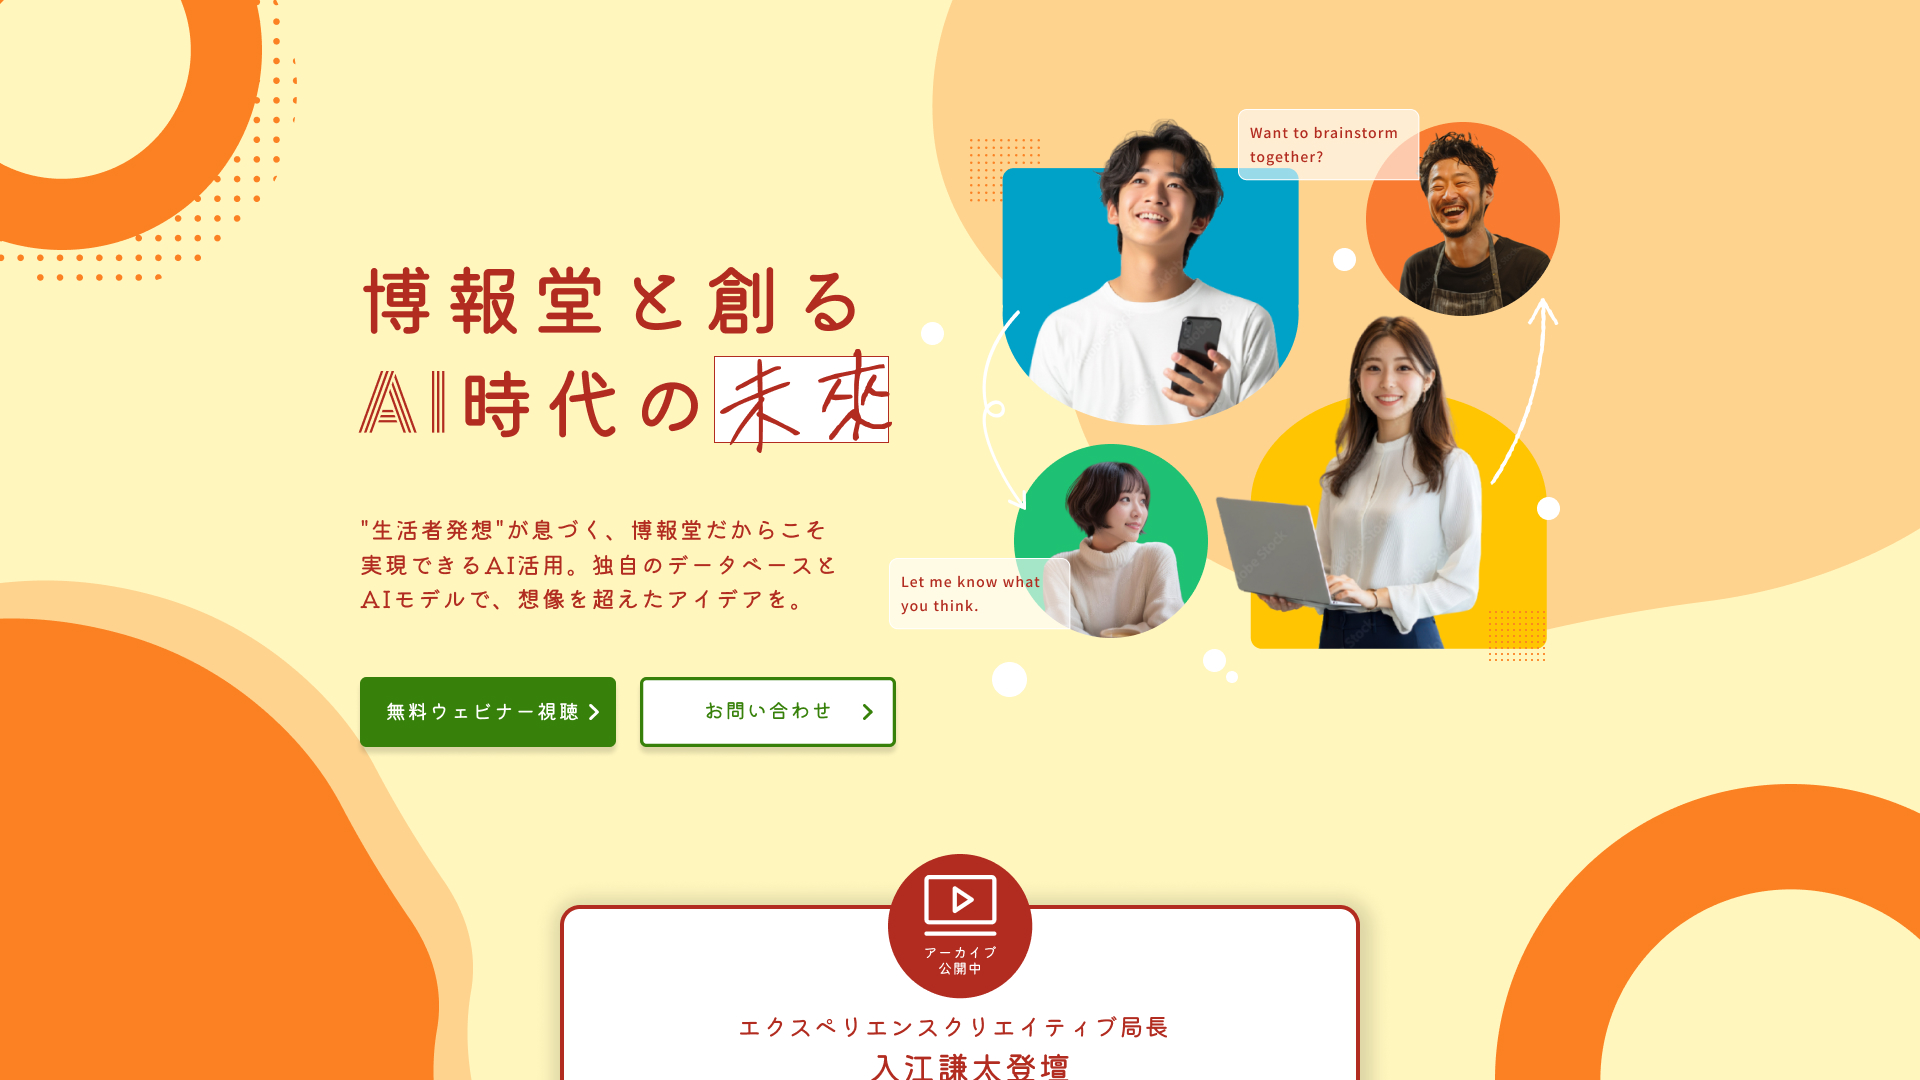 博報堂と創る
AI時代の未來
"生活者発想"が息づく、博報堂だからこそ
実現できるAI活用。独自のデータベースと
AIモデルで、想像を超えたアイデアを。
無料ウェビナー視聴
お問い合わせ
Want to brainstorm
together?
Let me know what
you think.
アーカイブ
公開中
エクスペリエンスクリエイティブ局長
入江謙太登壇